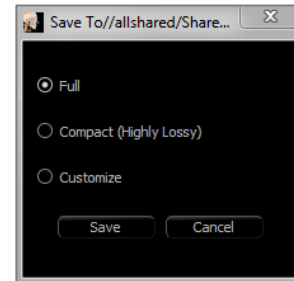 Save To//allshared/Share...
Full
Compact (Highly Lossy)
Customize
Save
Cancel